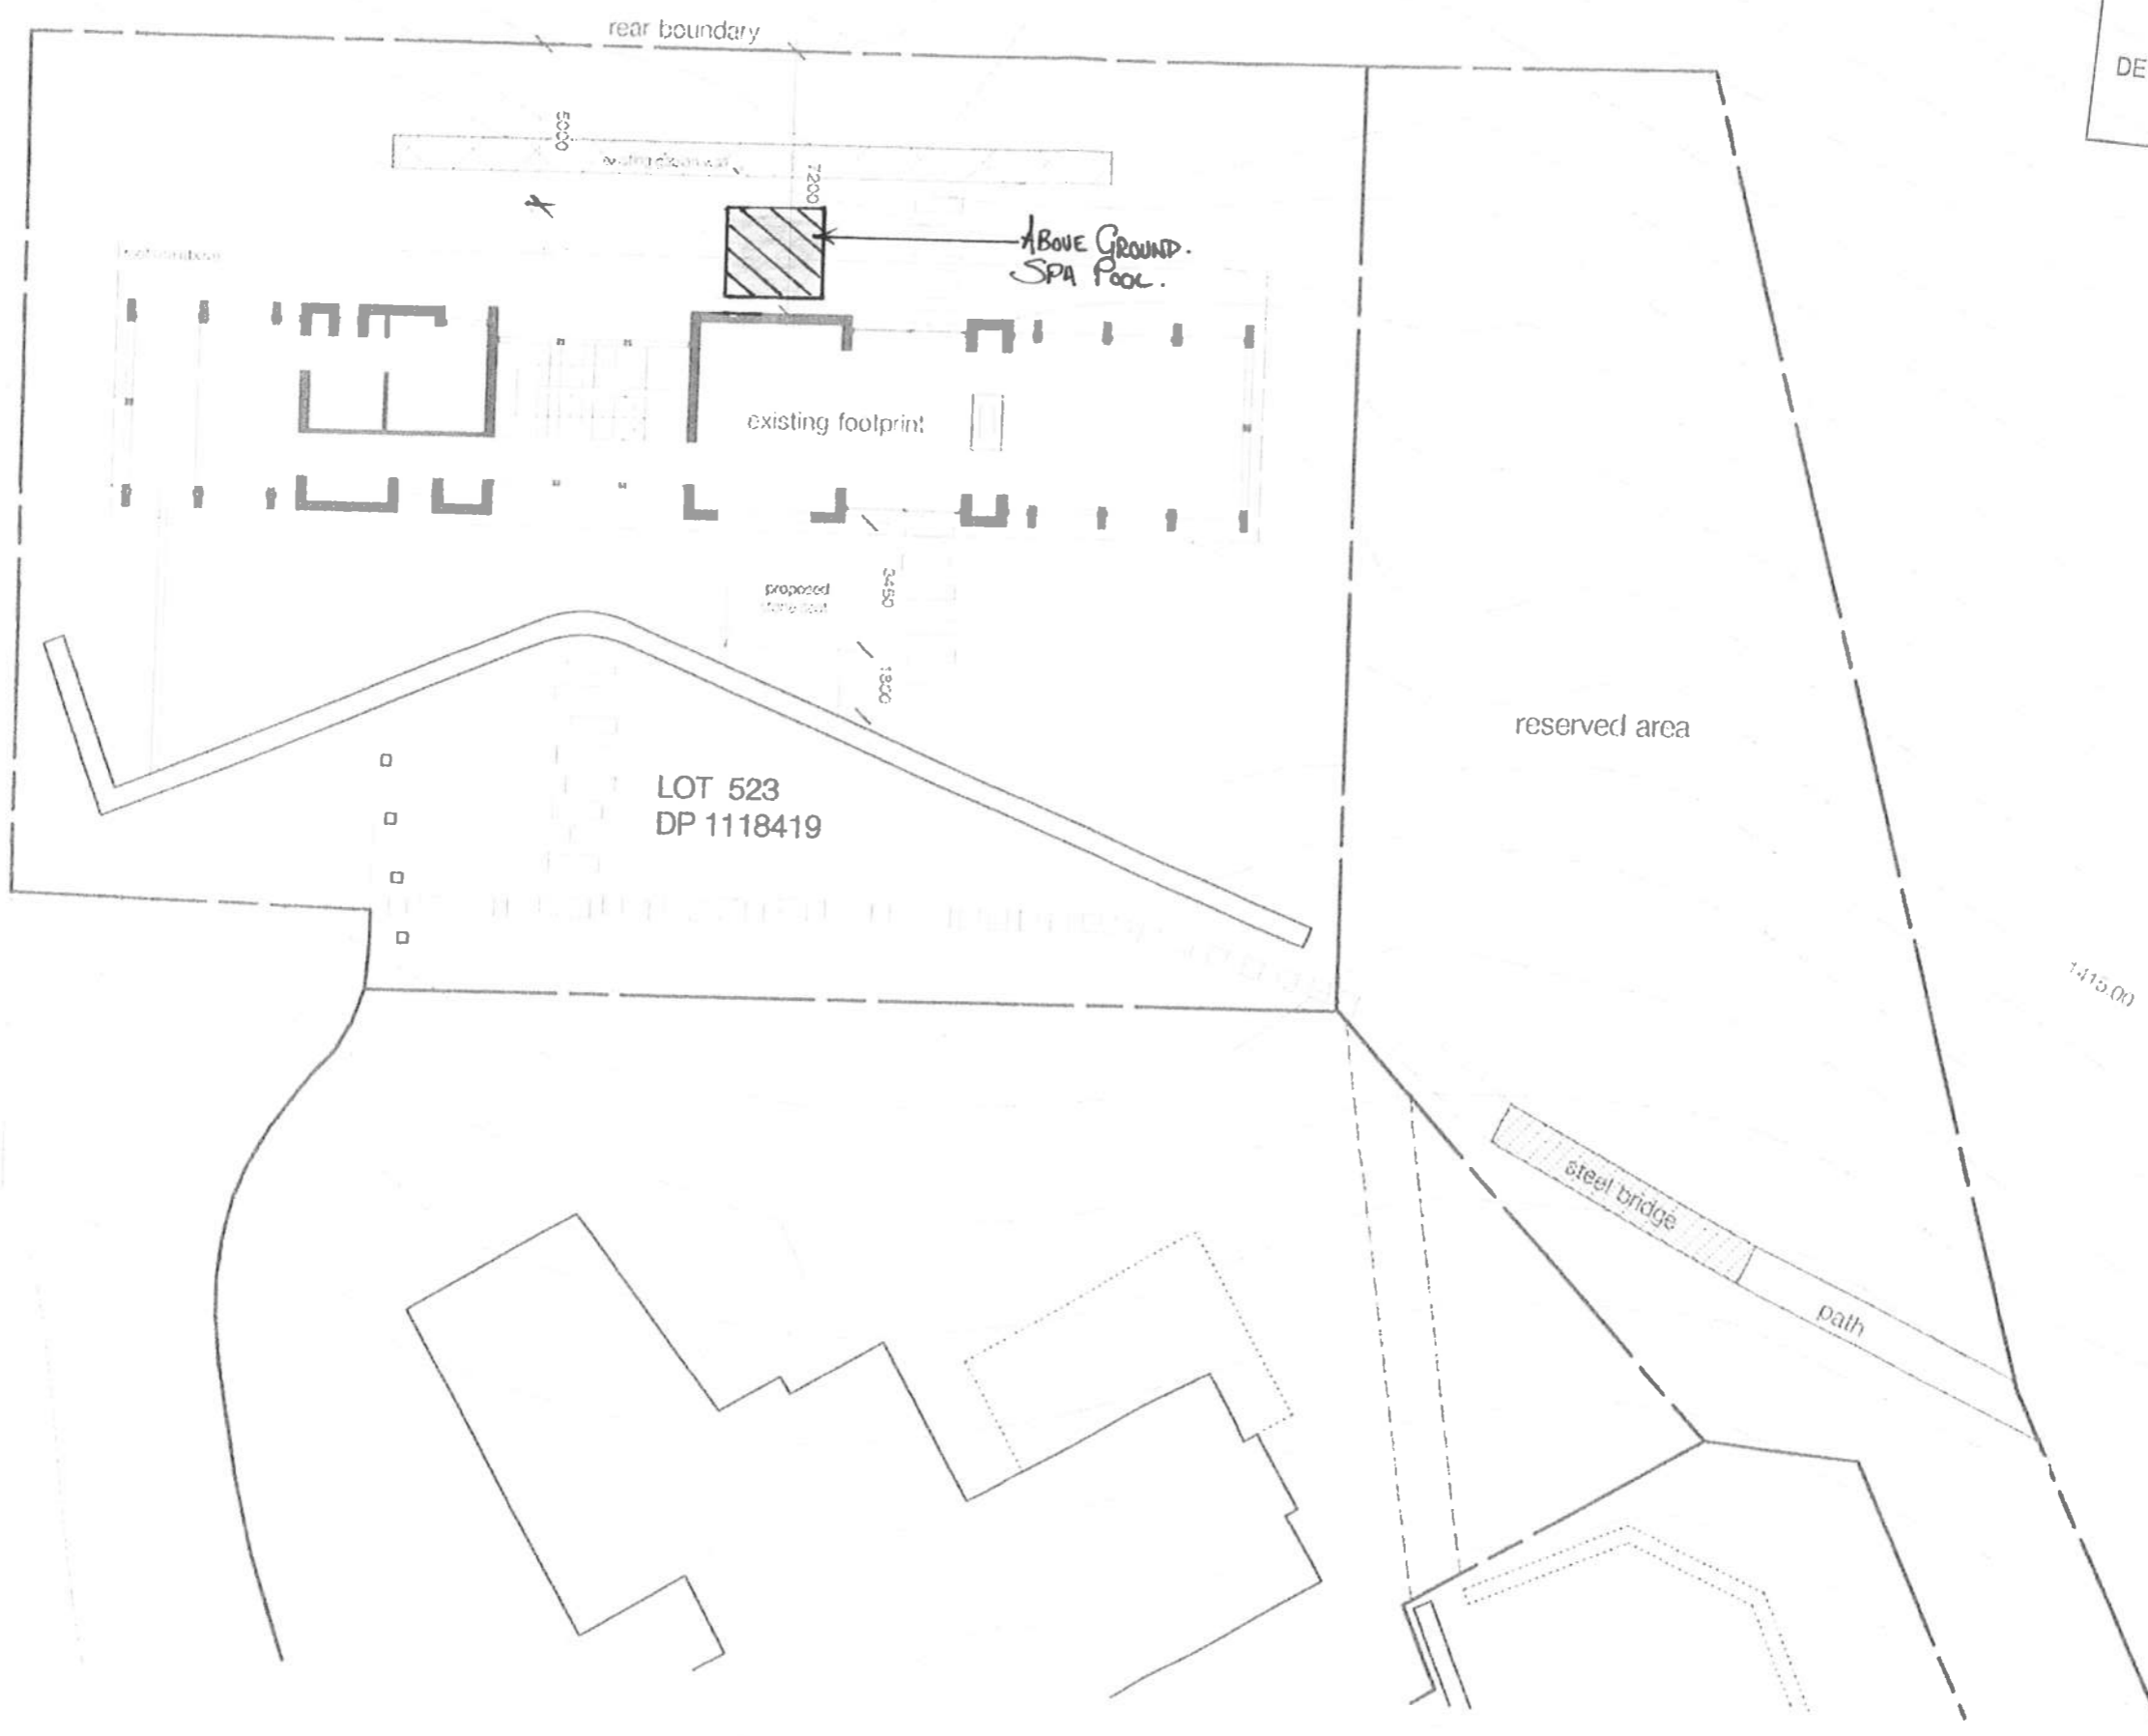 rear boundary
DE
5000
7200
ABOVE GROUND.
SPA POOL.
existing footprint
proposed
3450
1800
reserved area
LOT 523
DP 1118419
1415.00
steel bridge
path